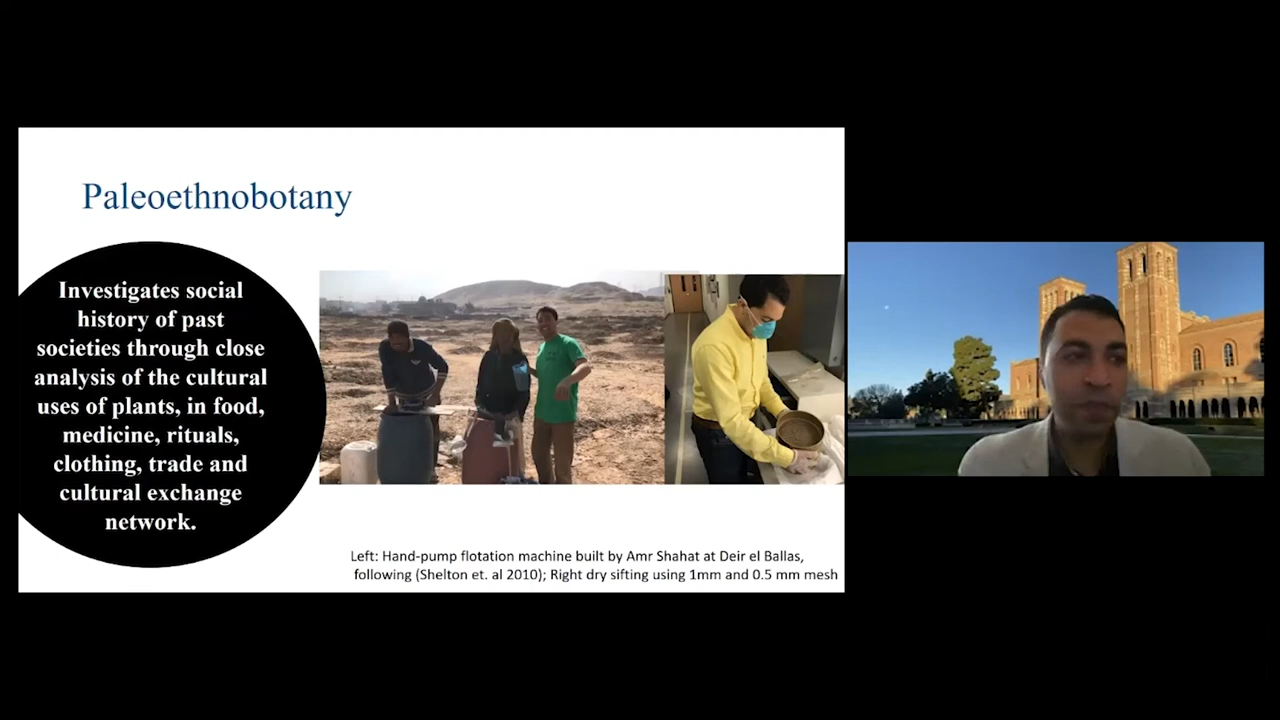 Paleoethnobotany
Investigates social
history of past
societies through close
analysis of the cultural
uses of plants, in food,
medicine, rituals,
clothing, trade and
cultural exchange
network.
Left: Hand-pump flotation machine built by Amr Shahat at Deir el Ballas,
following (Shelton et. al 2010); Right dry sifting using 1mm and 0.5 mm mesh